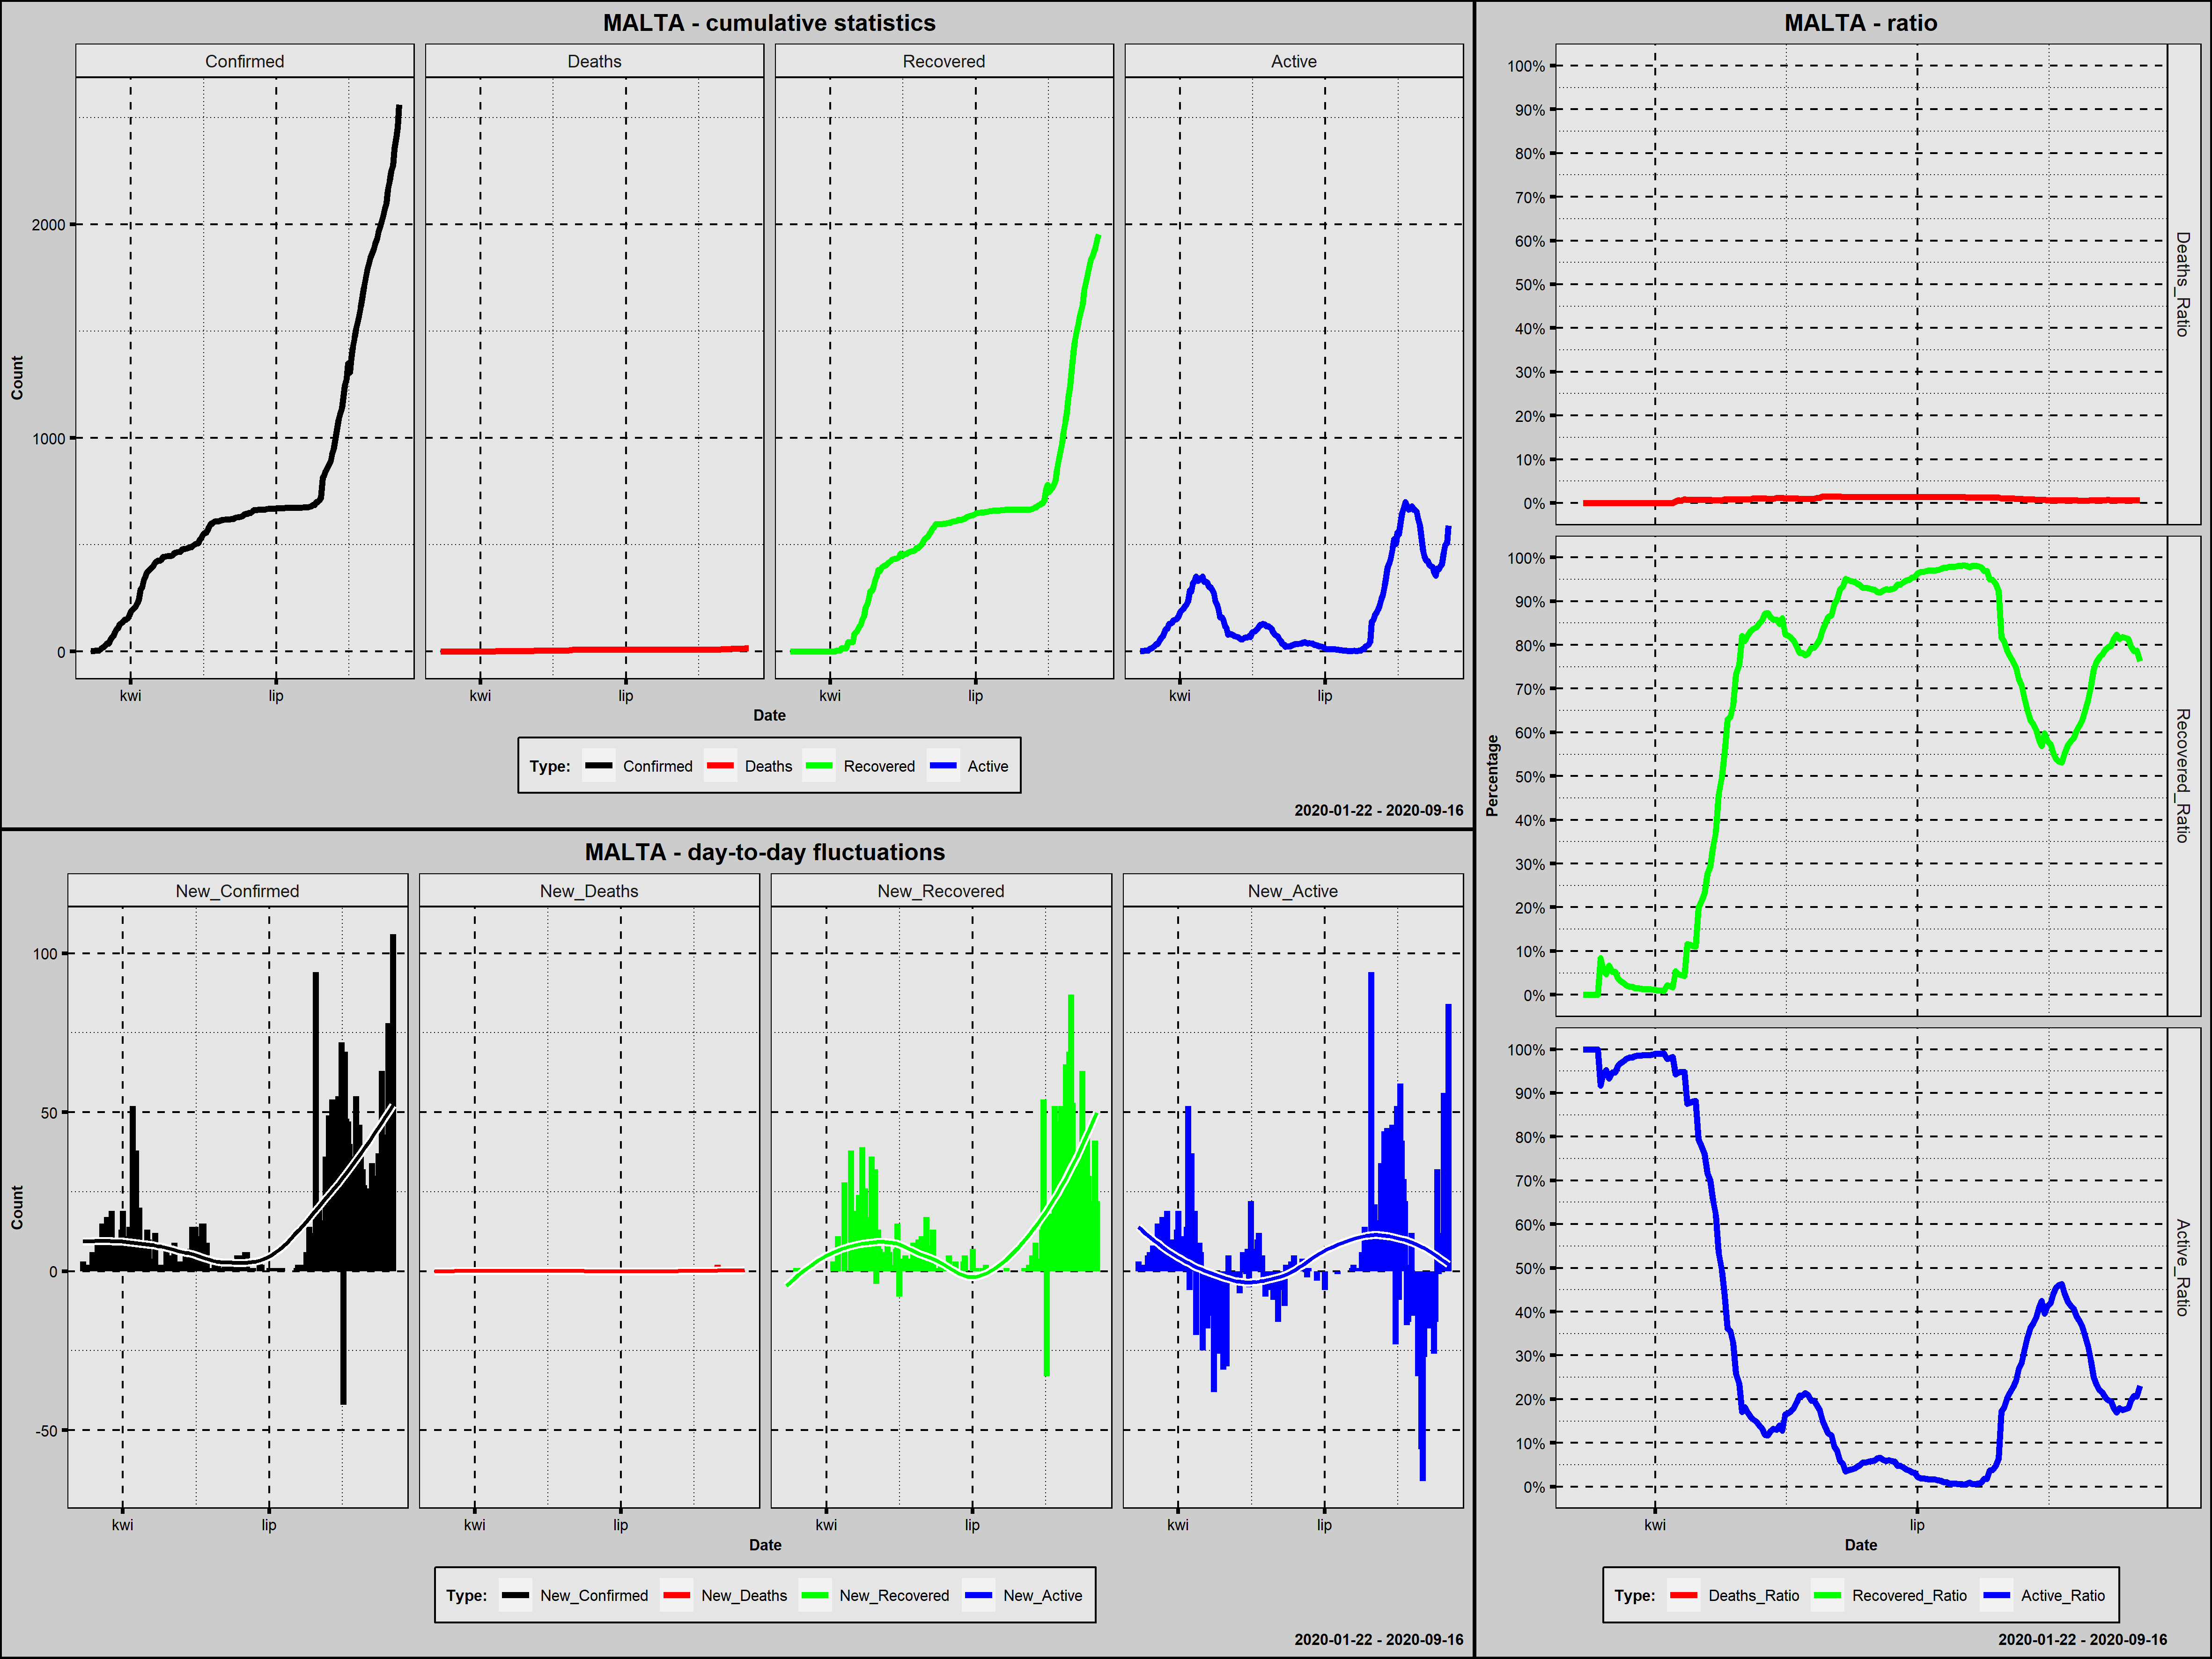 MALTA - cumulative statistics
Confirmed Deaths Recovered Active
Count
2000
1000
0
kwi lip kwi lip kwi lip kwi lip
Date
Type: Confirmed Deaths Recovered Active
2020-01-22 - 2020-09-16
MALTA - day-to-day fluctuations
New_Confirmed New_Deaths New_Recovered New_Active
Count
100
50
0
-50
kwi lip kwi lip kwi lip kwi lip
Date
Type: New_Confirmed New_Deaths New_Recovered New_Active
2020-01-22 - 2020-09-16
MALTA - ratio
Percentage
100%
90%
80%
70%
60%
50%
40%
30%
20%
10%
0%
Deaths_Ratio
100%
90%
80%
70%
60%
50%
40%
30%
20%
10%
0%
Recovered_Ratio
100%
90%
80%
70%
60%
50%
40%
30%
20%
10%
0%
Active_Ratio
kwi lip
Date
Type: Deaths_Ratio Recovered_Ratio Active_Ratio
2020-01-22 - 2020-09-16